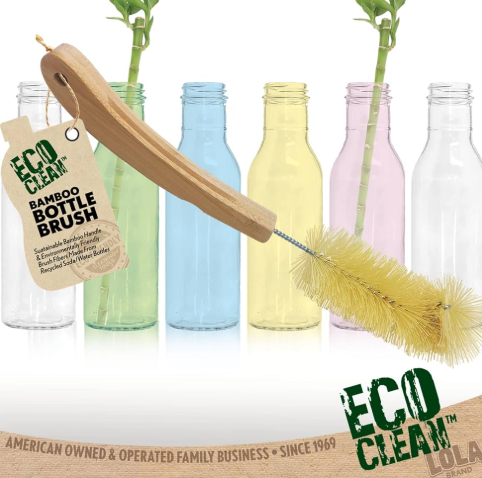 ECO
CLEAN™
BAMBOO
BOTTLE
BRUSH
Sustainable Bamboo Handle
& Environmentally Friendly
Brush Fibers Made From
Recycled Soda/Water Bottles
AMERICAN OWNED & OPERATED FAMILY BUSINESS • SINCE 1969
ECO
CLEAN™
LOLA
BRAND